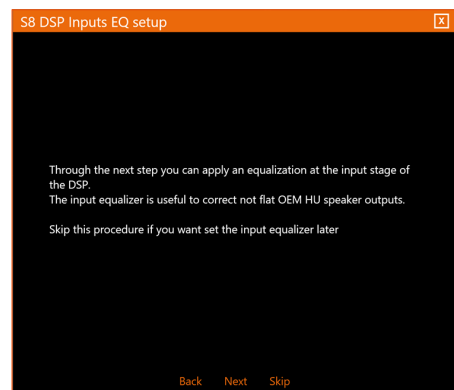 S8 DSP Inputs EQ setup
X
Through the next step you can apply an equalization at the input stage of
the DSP.
The input equalizer is useful to correct not flat OEM HU speaker outputs.
Skip this procedure if you want set the input equalizer later
Back Next Skip